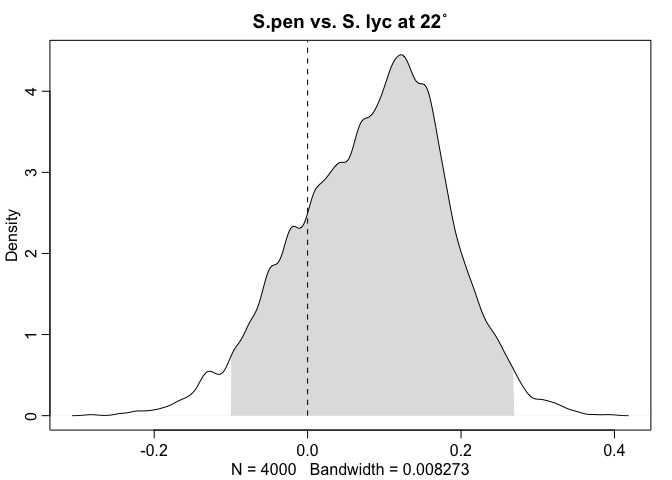 S.pen vs. S. lyc at 22˚
Density
4
3
2
1
0
-0.2 0.0 0.2 0.4
N = 4000 Bandwidth = 0.008273